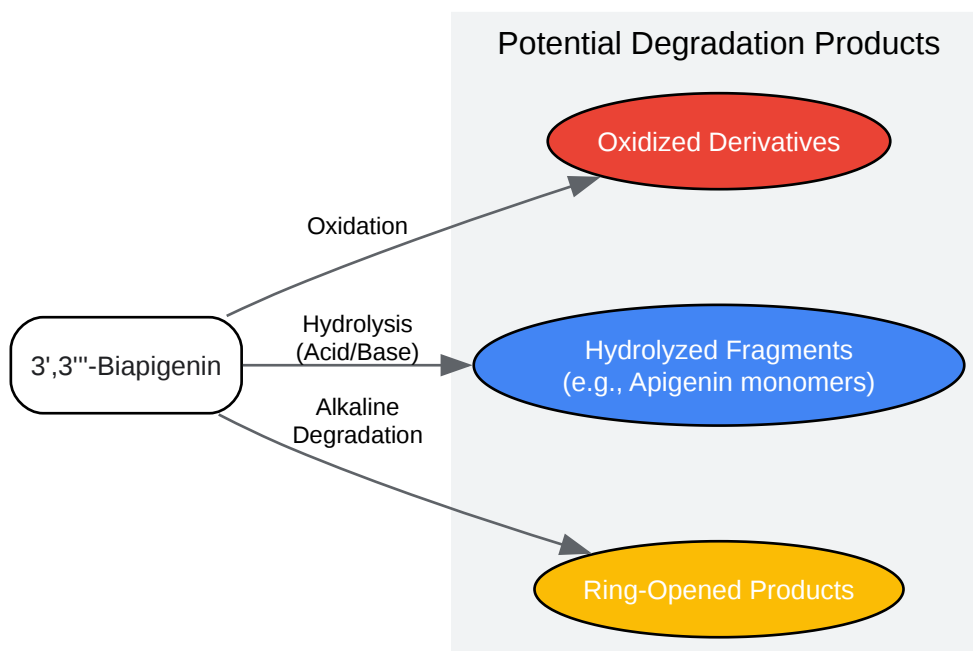 Potential Degradation Products
Oxidized Derivatives
Oxidation
3',3'''-Biapigenin
Hydrolysis
(Acid/Base)
Hydrolyzed Fragments
(e.g., Apigenin monomers)
Alkaline
Degradation
Ring-Opened Products